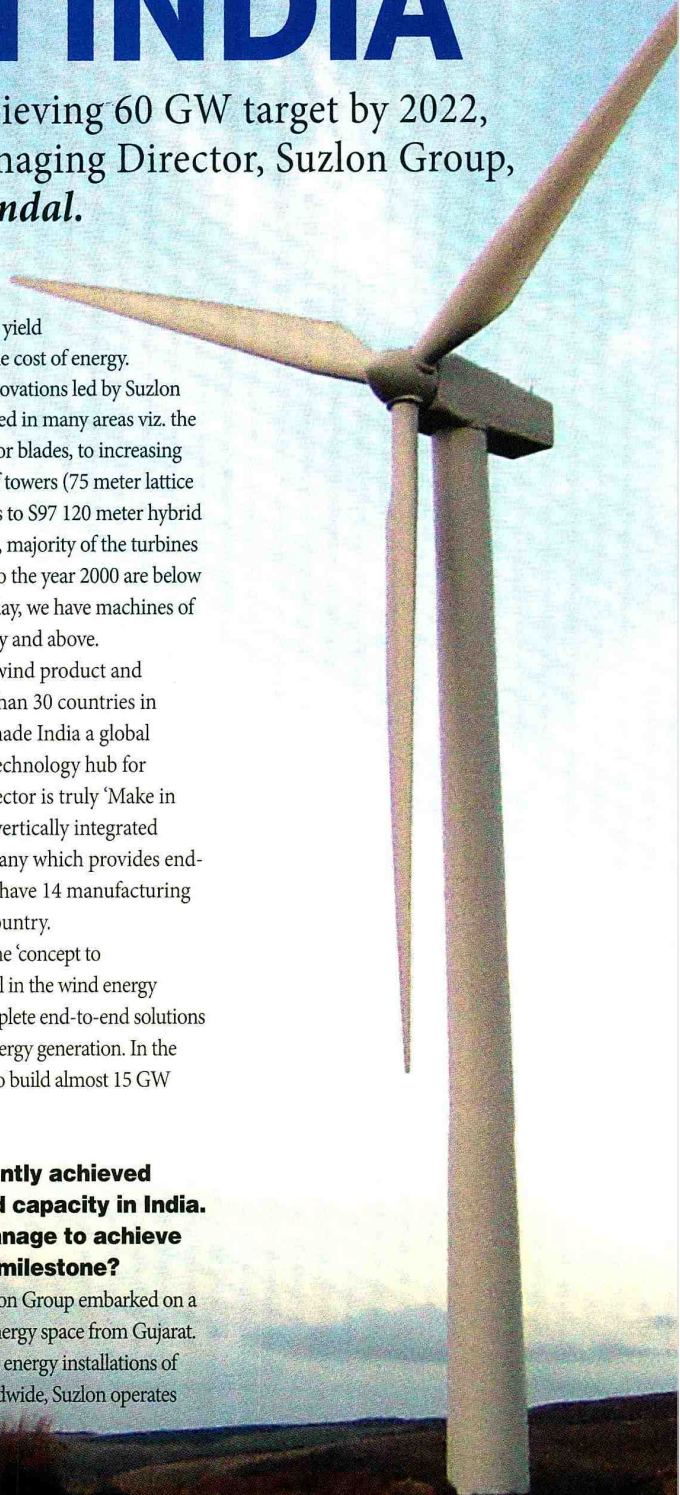 INDIA
ieving 60 GW target by 2022,
naging Director, Suzlon Group,
ndal.
yield
e cost of energy.
ovations led by Suzlon
ed in many areas viz. the
or blades, to increasing
f towers (75 meter lattice
s to S97 120 meter hybrid
, majority of the turbines
o the year 2000 are below
lay, we have machines of
y and above.
wind product and
han 30 countries in
nade India a global
echnology hub for
ector is truly ‘Make in
vertically integrated
any which provides end-
have 14 manufacturing
ountry.
ne ‘concept to
l in the wind energy
plete end-to-end solutions
ergy generation. In the
o build almost 15 GW
ntly achieved
d capacity in India.
anage to achieve
milestone?
on Group embarked on a
nergy space from Gujarat.
energy installations of
dwide, Suzlon operates